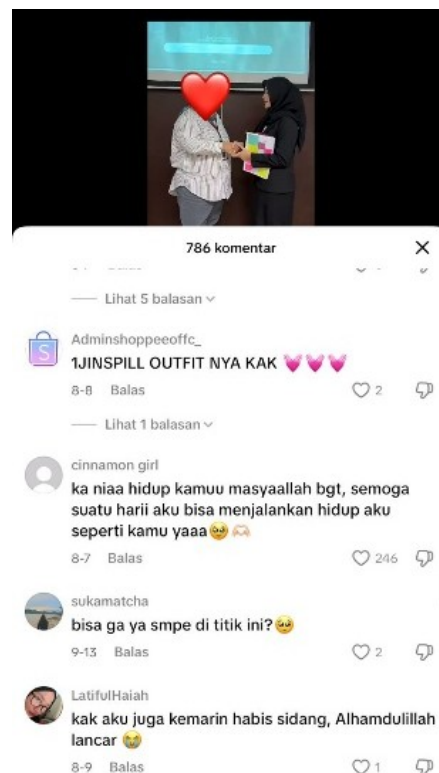 786 komentar
Lihat 5 balasan
Adminshoppeeoffc_
1JINSPILL OUTFIT NYA KAK 💓💓💓
8-8 Balas
2
Lihat 1 balasan
cinnamon girl
ka niaa hidup kamuu masyaallah bgt, semoga
suatu harii aku bisa menjalankan hidup aku
seperti kamu yaaa🥹🫶🏻
8-7 Balas
246
sukamatcha
bisa ga ya smpe di titik ini?🥹
9-13 Balas
2
LatifulHaiah
kak aku juga kemarin habis sidang, Alhamdulillah
lancar 😭
8-9 Balas
1